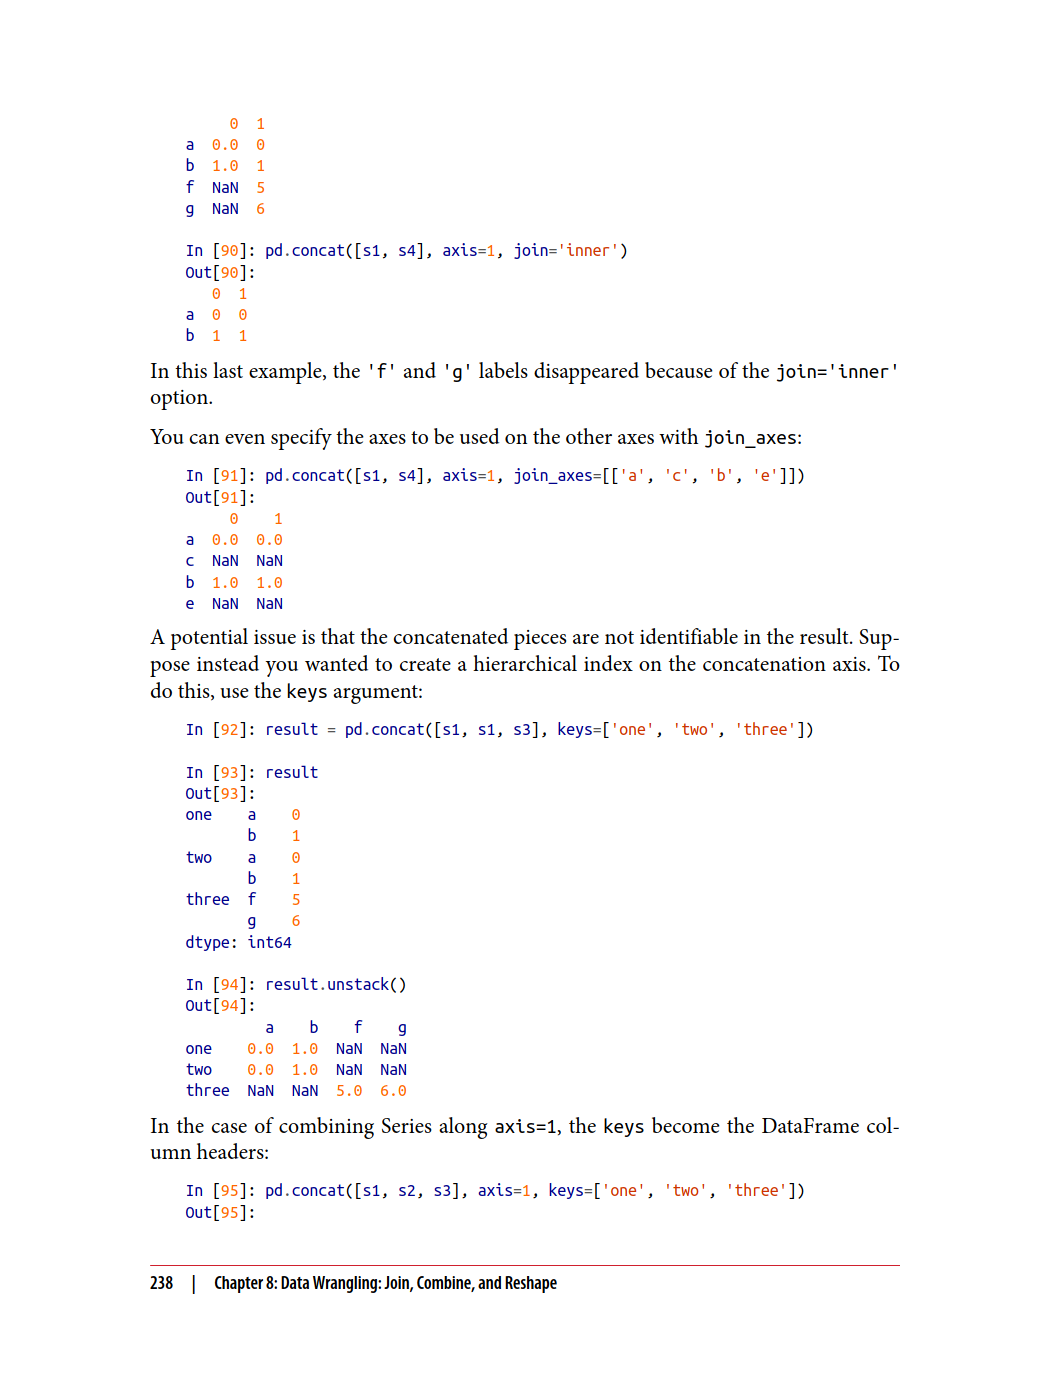 0  1
a  0.0  0
b  1.0  1
f  NaN  5
g  NaN  6
In [90]: pd.concat([s1, s4], axis=1, join='inner')
Out[90]:
   0  1
a  0  0
b  1  1
In this last example, the 'f' and 'g' labels disappeared because of the join='inner'
option.
You can even specify the axes to be used on the other axes with join_axes:
In [91]: pd.concat([s1, s4], axis=1, join_axes=[['a', 'c', 'b', 'e']])
Out[91]:
     0    1
a  0.0  0.0
c  NaN  NaN
b  1.0  1.0
e  NaN  NaN
A potential issue is that the concatenated pieces are not identifiable in the result. Sup-
pose instead you wanted to create a hierarchical index on the concatenation axis. To
do this, use the keys argument:
In [92]: result = pd.concat([s1, s1, s3], keys=['one', 'two', 'three'])
In [93]: result
Out[93]:
one    a    0
       b    1
two    a    0
       b    1
three  f    5
       g    6
dtype: int64
In [94]: result.unstack()
Out[94]:
         a    b    f    g
one    0.0  1.0  NaN  NaN
two    0.0  1.0  NaN  NaN
three  NaN  NaN  5.0  6.0
In the case of combining Series along axis=1, the keys become the DataFrame col-
umn headers:
In [95]: pd.concat([s1, s2, s3], axis=1, keys=['one', 'two', 'three'])
Out[95]:
238 | Chapter 8: Data Wrangling: Join, Combine, and Reshape